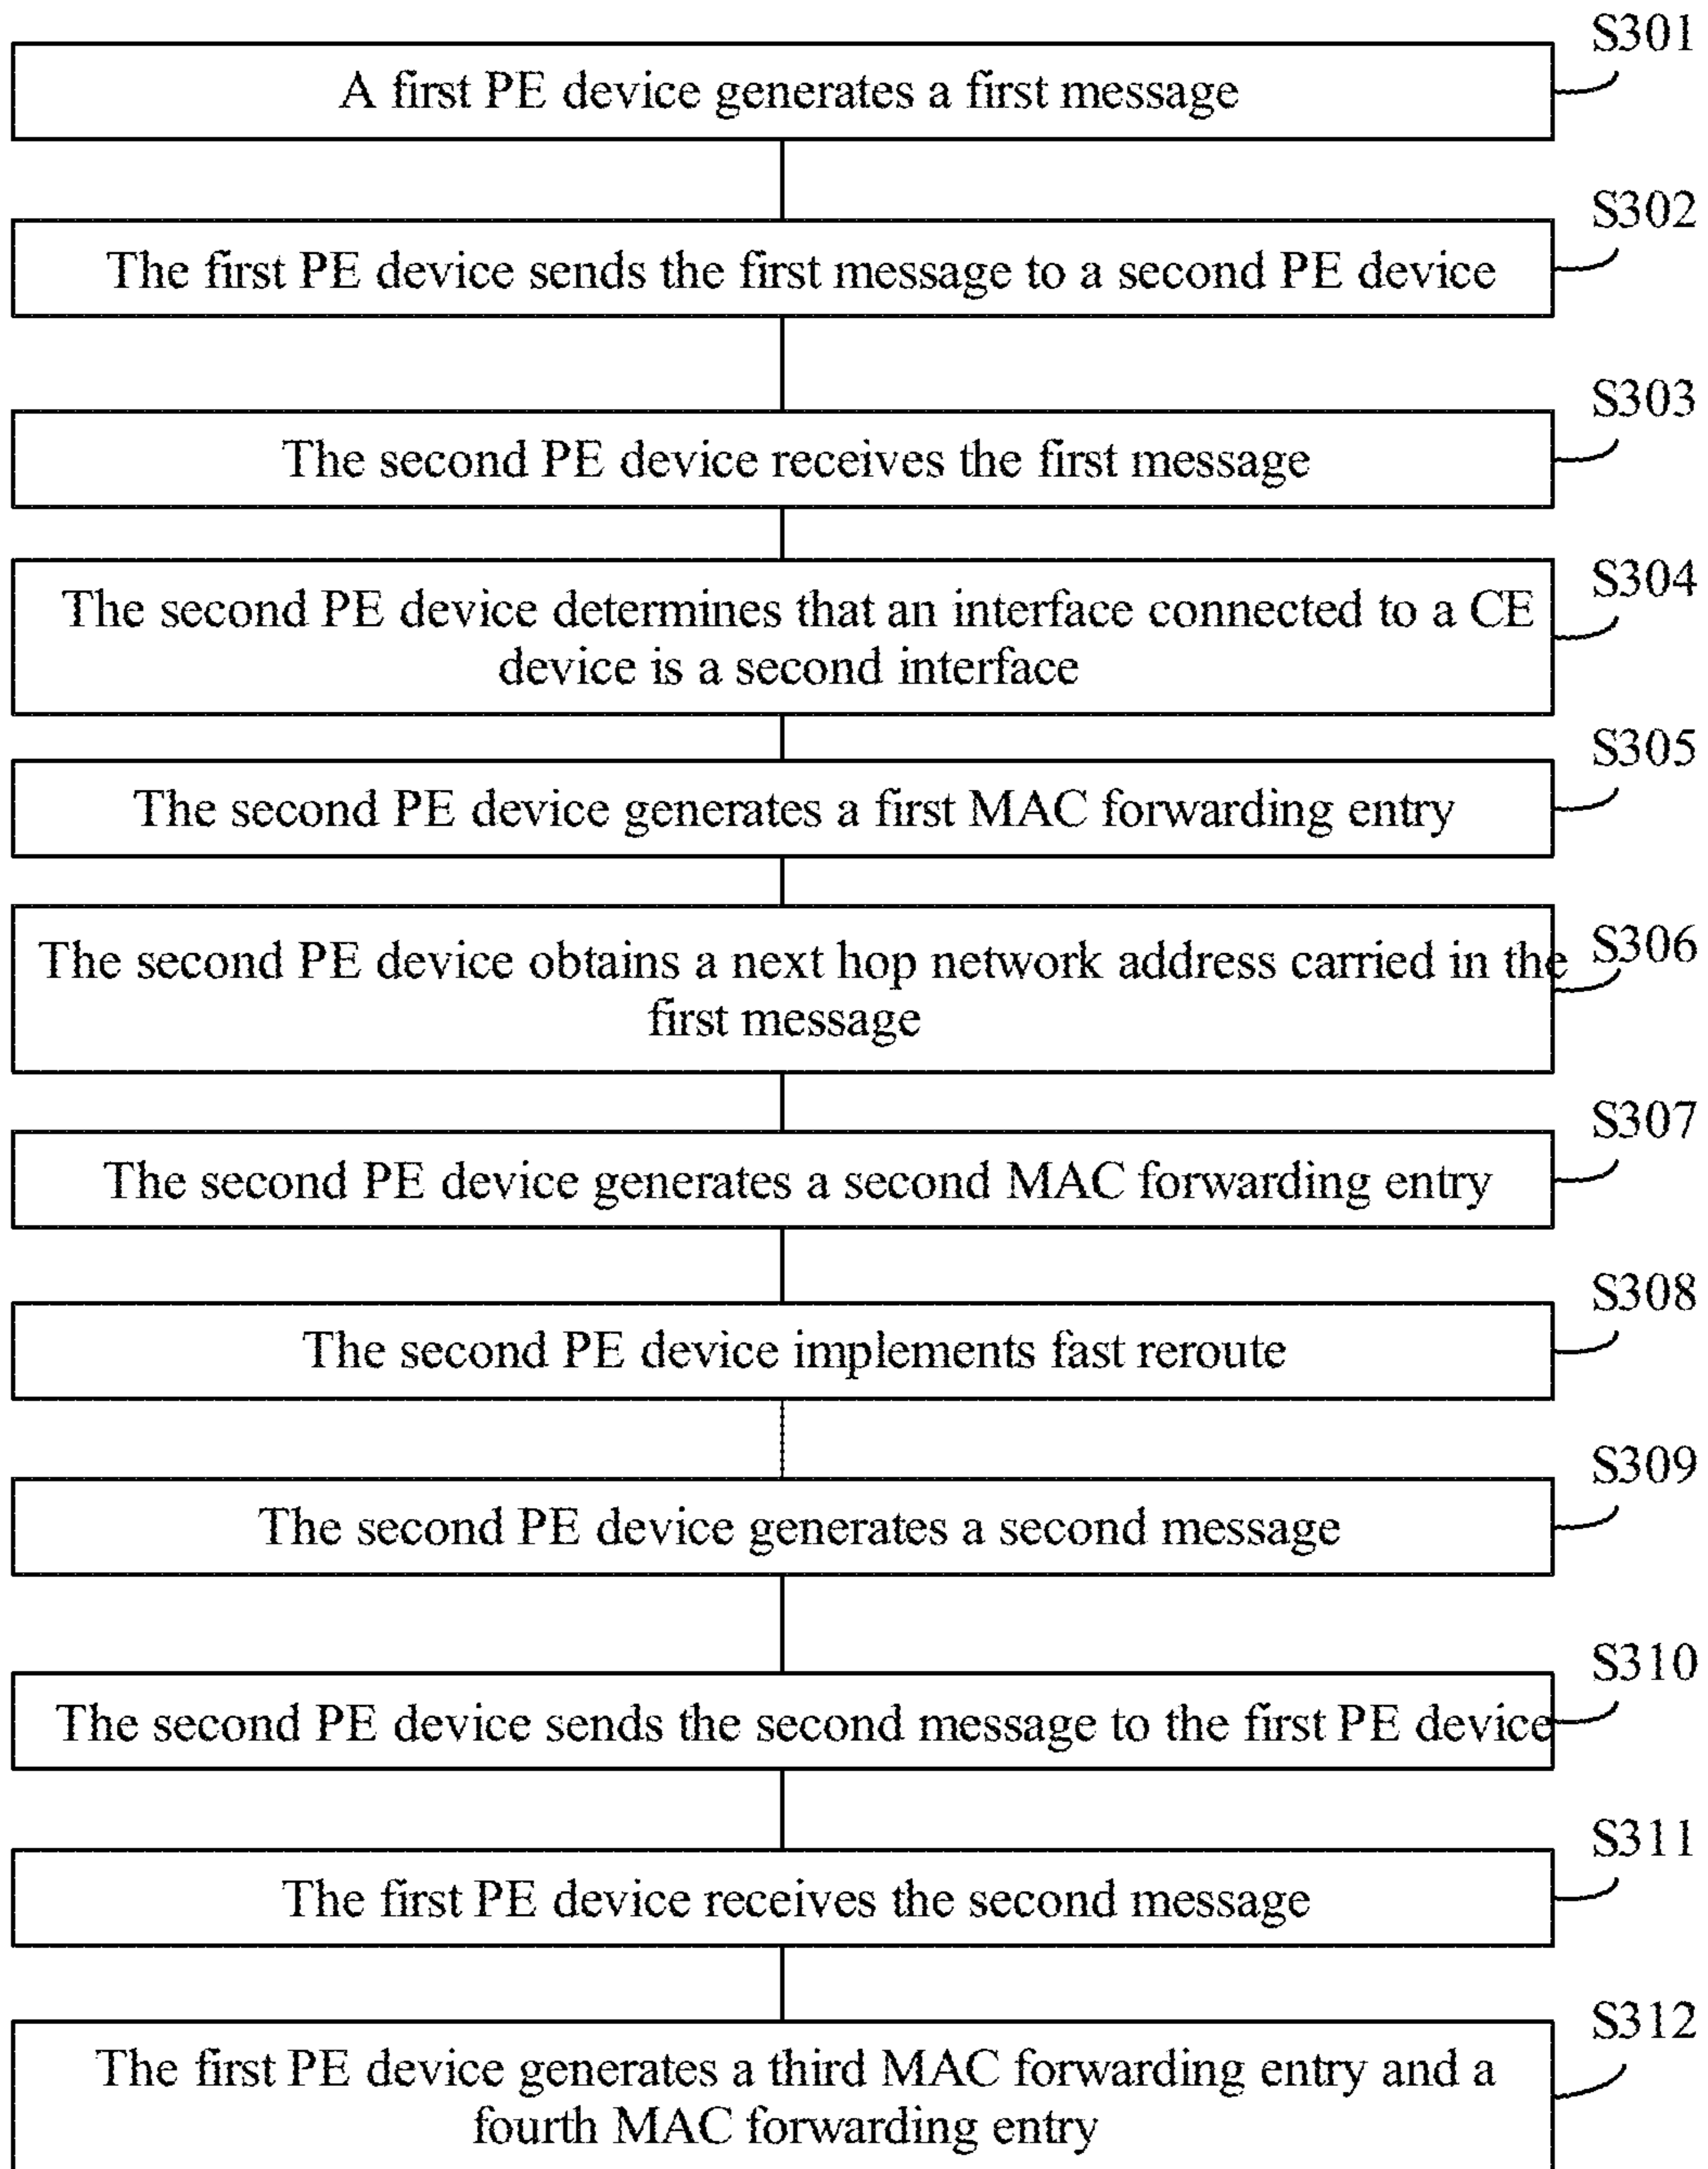 S301
A first PE device generates a first message
S302
The first PE device sends the first message to a second PE device
S303
The second PE device receives the first message
S304
The second PE device determines that an interface connected to a CE
device is a second interface
S305
The second PE device generates a first MAC forwarding entry
S306
The second PE device obtains a next hop network address carried in the
first message
S307
The second PE device generates a second MAC forwarding entry
S308
The second PE device implements fast reroute
S309
The second PE device generates a second message
S310
The second PE device sends the second message to the first PE device
S311
The first PE device receives the second message
S312
The first PE device generates a third MAC forwarding entry and a
fourth MAC forwarding entry